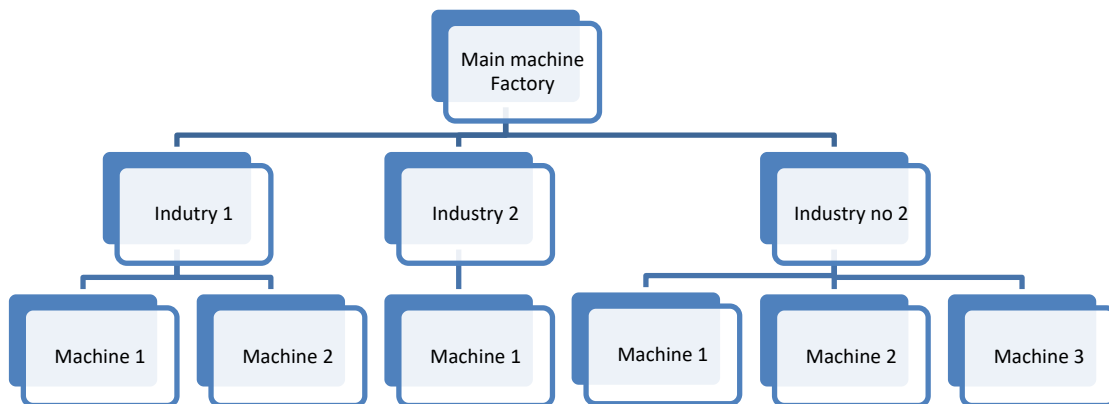 Main machine
Factory
Indutry 1
Industry 2
Industry no 2
Machine 1
Machine 2
Machine 1
Machine 1
Machine 2
Machine 3